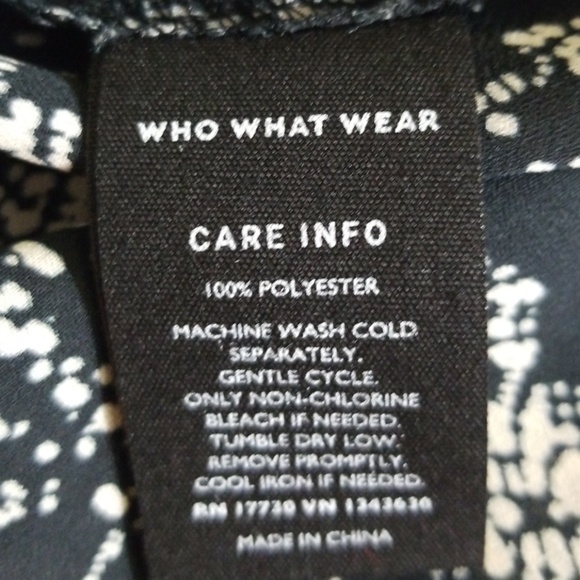 WHO WHAT WEAR
CARE INFO
100% POLYESTER
MACHINE WASH COLD
SEPARATELY.
GENTLE CYCLE.
ONLY NON-CHLORINE
BLEACH IF NEEDED.
TUMBLE DRY LOW.
REMOVE PROMPTLY.
COOL IRON IF NEEDED.
RN 17730 VN 1343636
MADE IN CHINA